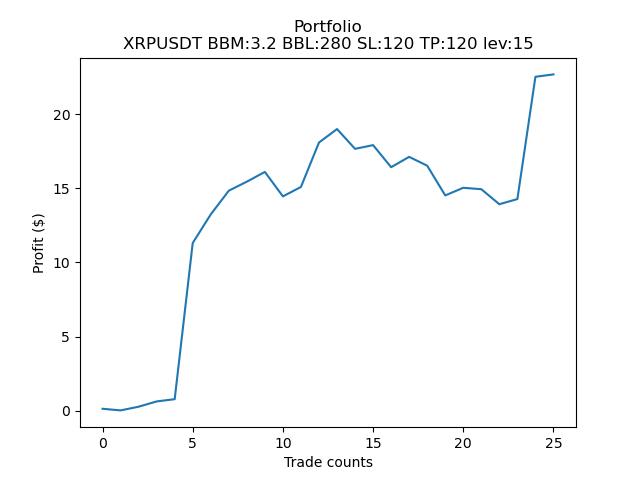 Portfolio
XRPUSDT BBM:3.2 BBL:280 SL:120 TP:120 lev:15
Profit ($)
20
15
10
5
0
0 5 10 15 20 25
Trade counts